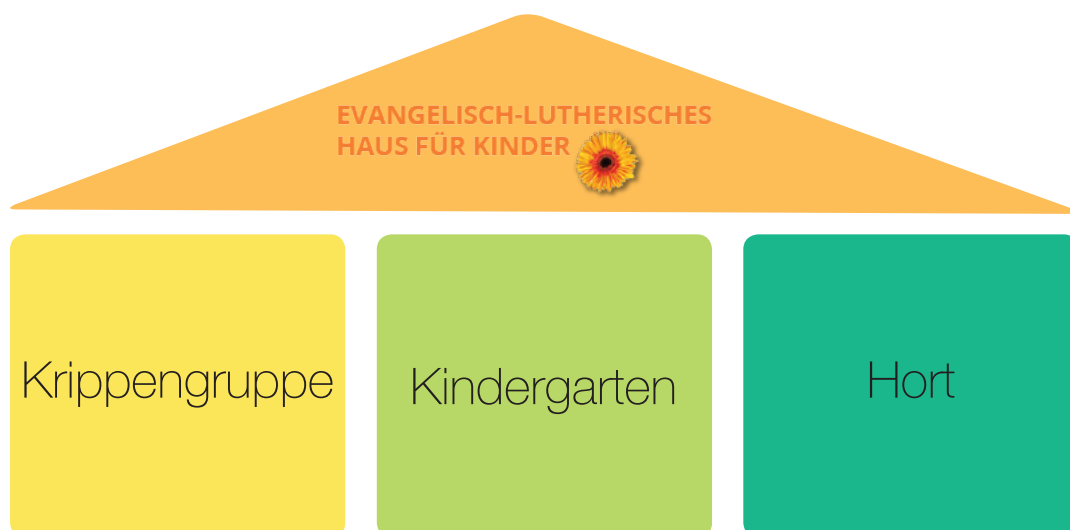 EVANGELISCH-LUTHERISCHES
HAUS FÜR KINDER
Krippengruppe
Kindergarten
Hort